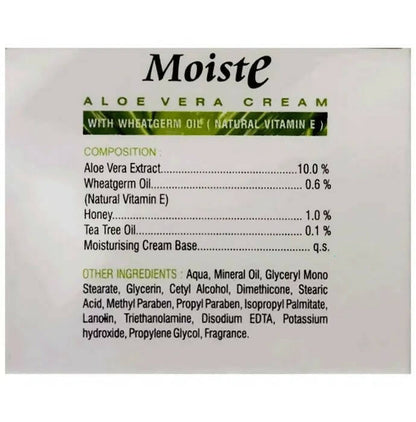 Moiste
ALOE VERA CREAM
WITH WHEATGERM OIL ( NATURAL VITAMIN E )
COMPOSITION :
Aloe Vera Extract........................................10.0 %
Wheatgerm Oil............................................0.6 %
(Natural Vitamin E)
Honey........................................................1.0 %
Tea Tree Oil................................................0.1 %
Moisturising Cream Base............................q.s.
OTHER INGREDIENTS : Aqua, Mineral Oil, Glyceryl Mono
Stearate, Glycerin, Cetyl Alcohol, Dimethicone, Stearic
Acid, Methyl Paraben, Propyl Paraben, Isopropyl Palmitate,
Lanolin, Triethanolamine, Disodium EDTA, Potassium
hydroxide, Propylene Glycol, Fragrance.